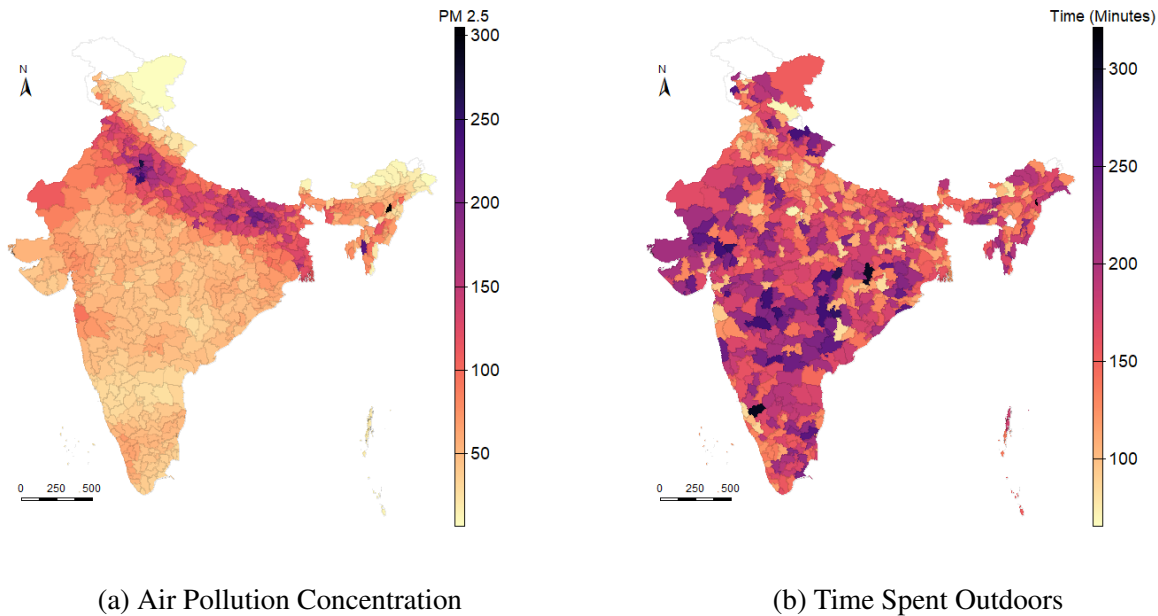 PM 2.5
300
250
200
150
100
50
N
0 250 500
(a) Air Pollution Concentration
Time (Minutes)
300
250
200
150
100
N
0 250 500
(b) Time Spent Outdoors